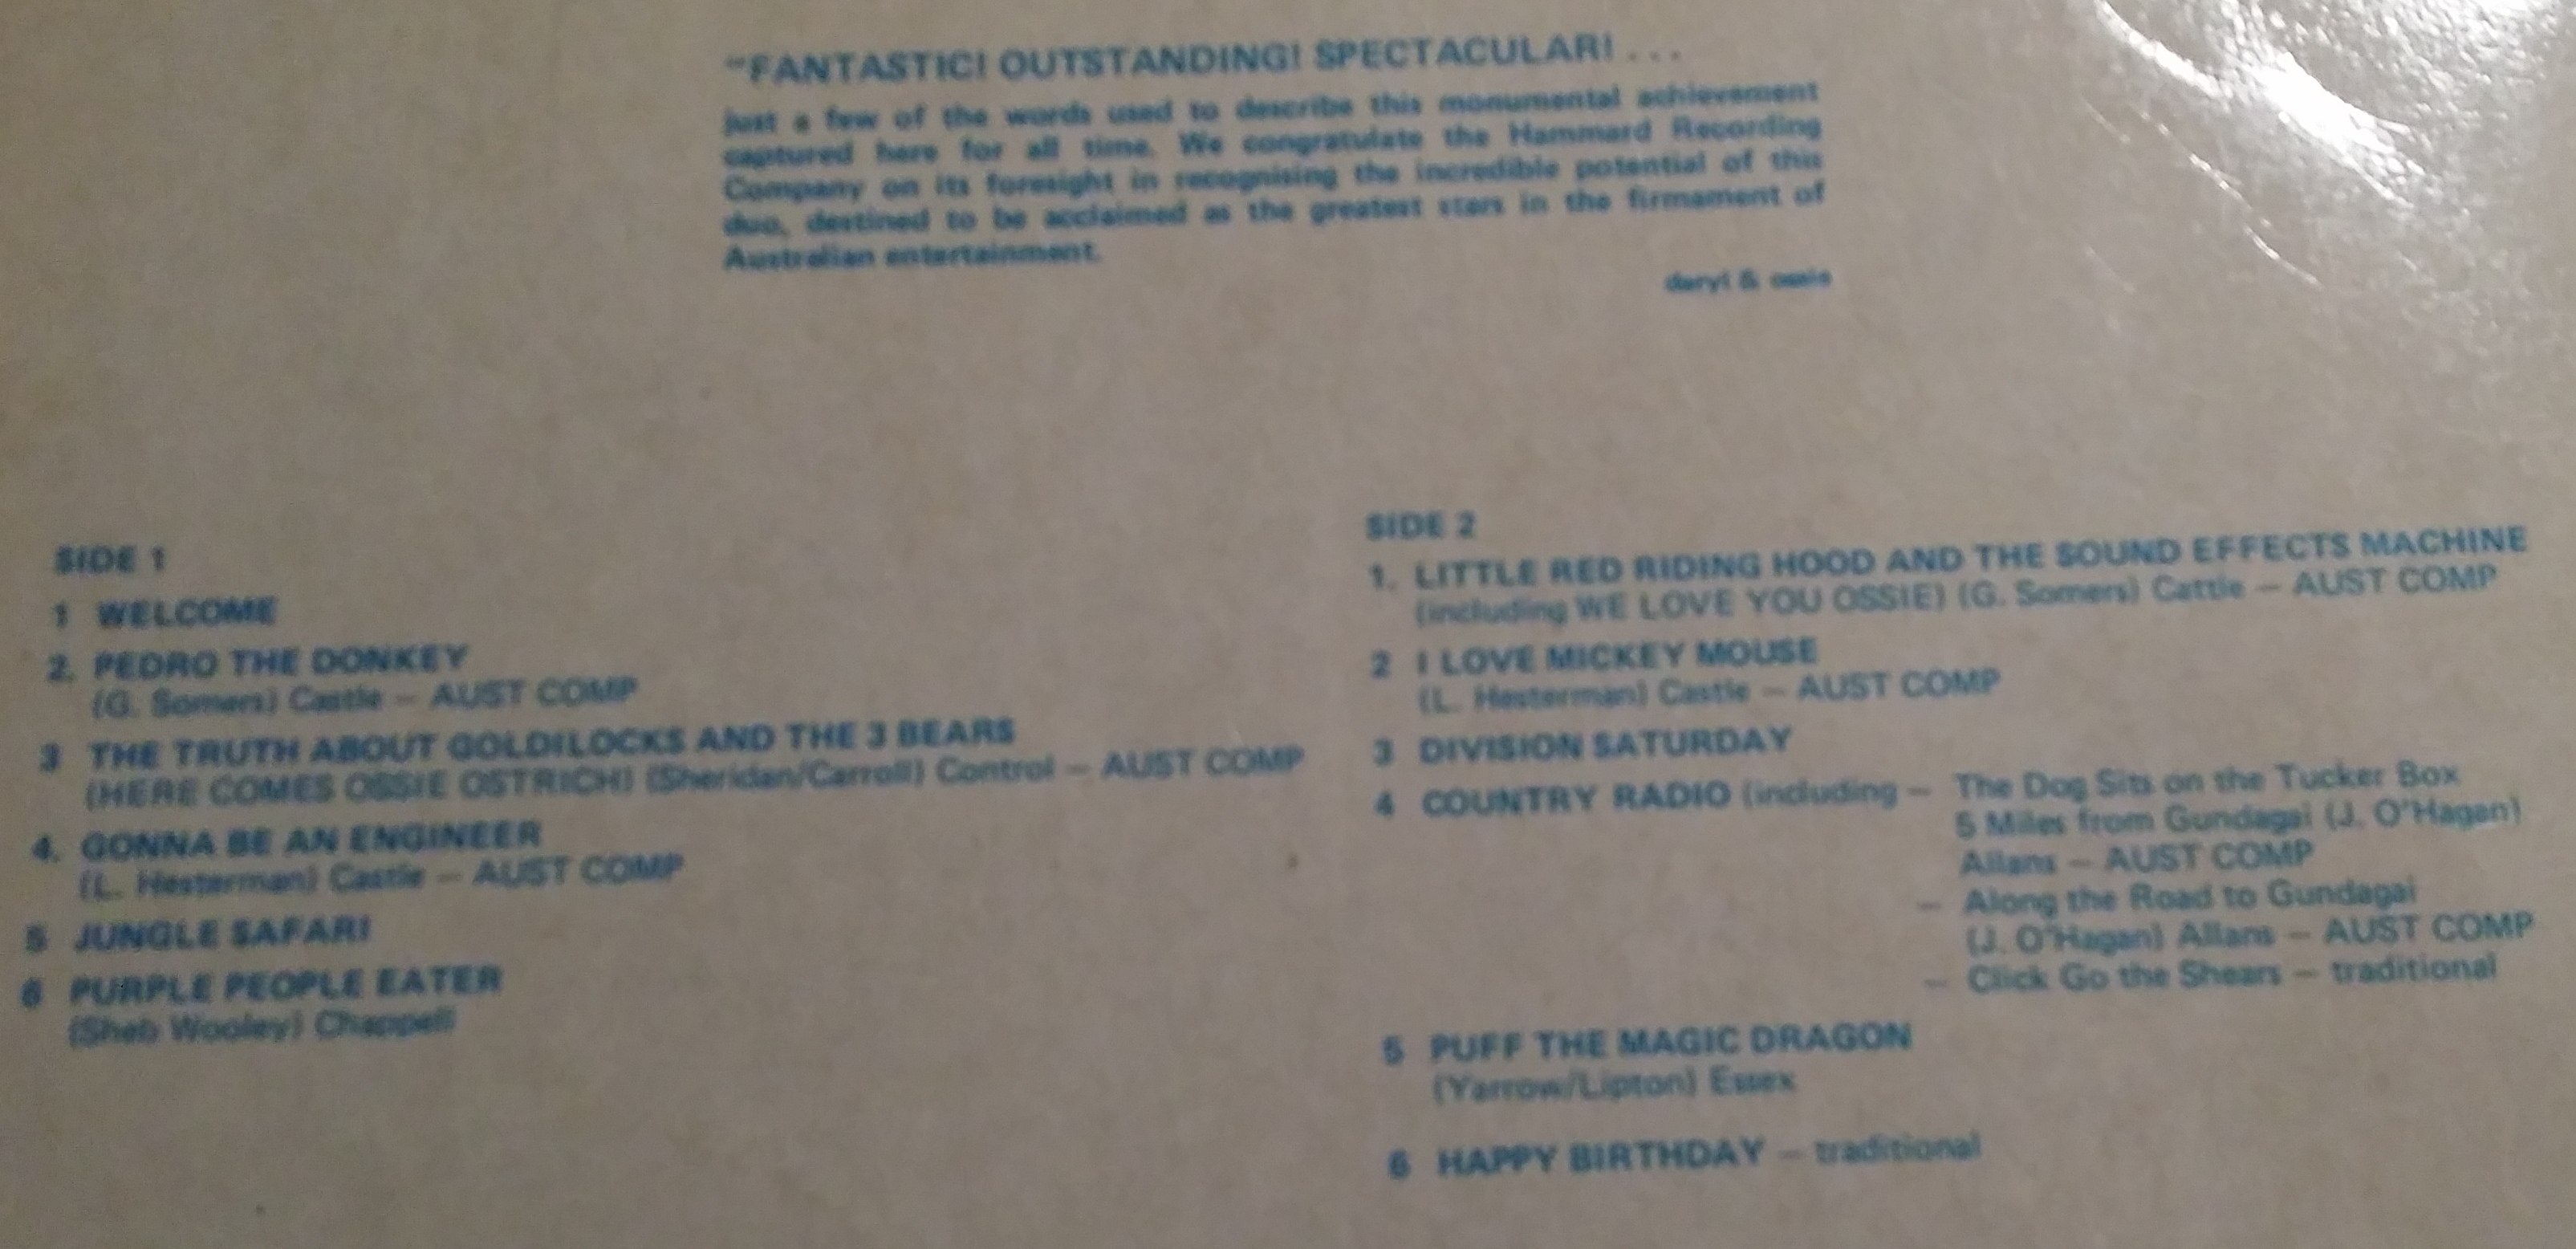 "FANTASTIC! OUTSTANDING! SPECTACULAR! . . .
just a few of the words used to describe this monumental achievement
captured here for all time. We congratulate the Hammard Recording
Company on its foresight in recognising the incredible potential of this
duo, destined to be acclaimed as the greatest stars in the firmament of
Australian entertainment.
daryl & ossie
SIDE 1
1 WELCOME
2. PEDRO THE DONKEY
(G. Somers) Castle – AUST COMP
3 THE TRUTH ABOUT GOLDILOCKS AND THE 3 BEARS
(HERE COMES OSSIE OSTRICH) (Sheridan/Carroll) Control – AUST COMP
4. GONNA BE AN ENGINEER
(L. Hesterman) Castle – AUST COMP
5 JUNGLE SAFARI
6 PURPLE PEOPLE EATER
(Sheb Wooley) Chappell
SIDE 2
1. LITTLE RED RIDING HOOD AND THE SOUND EFFECTS MACHINE
(including WE LOVE YOU OSSIE) (G. Somers) Cattle – AUST COMP
2 I LOVE MICKEY MOUSE
(L. Hesterman) Castle – AUST COMP
3 DIVISION SATURDAY
4 COUNTRY RADIO (including – The Dog Sits on the Tucker Box
5 Miles from Gundagai (J. O'Hagan)
Allans – AUST COMP
– Along the Road to Gundagai
(J. O'Hagan) Allans – AUST COMP
– Click Go the Shears – traditional
5 PUFF THE MAGIC DRAGON
(Yarrow/Lipton) Essex
6 HAPPY BIRTHDAY – traditional